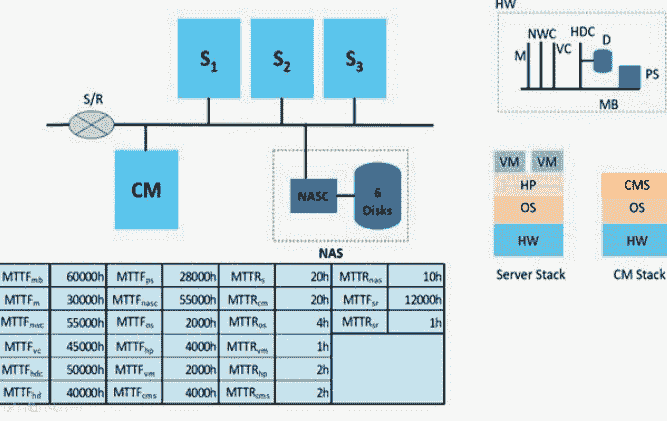 HW
S1 S2 S3
NWC HDC D
M VC
PS
MB
S/R
CM
NASC 6 Disks
NAS
VM VM
HP CMS
OS OS
HW HW
Server Stack CM Stack
MTTFmb 60000h MTTFps 28000h MTTRs 20h MTTRnas 10h
MTTFm 30000h MTTFnasc 55000h MTTRcm 20h MTTFsr 12000h
MTTFnwc 55000h MTTFos 2000h MTTRos 4h MTTRsr 1h
MTTFvc 45000h MTTFhp 4000h MTTRvm 1h
MTTFhdc 50000h MTTFvm 2000h MTTRhp 2h
MTTFhd 40000h MTTFcms 4000h MTTRcms 2h